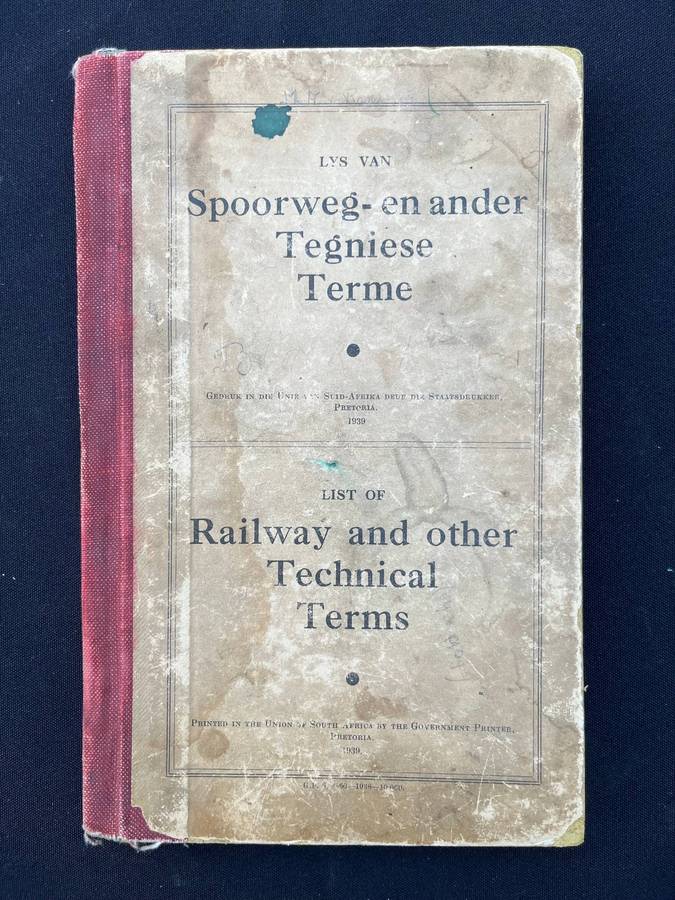 LYS VAN
Spoorweg- en ander
Tegniese
Terme
GEDRUK IN DIE UNIE VAN SUID-AFRIKA DEUR DIE STAATSDRUKKER,
PRETORIA.
1939
LIST OF
Railway and other
Technical
Terms
PRINTED IN THE UNION OF SOUTH AFRICA BY THE GOVERNMENT PRINTER,
PRETORIA.
1939.